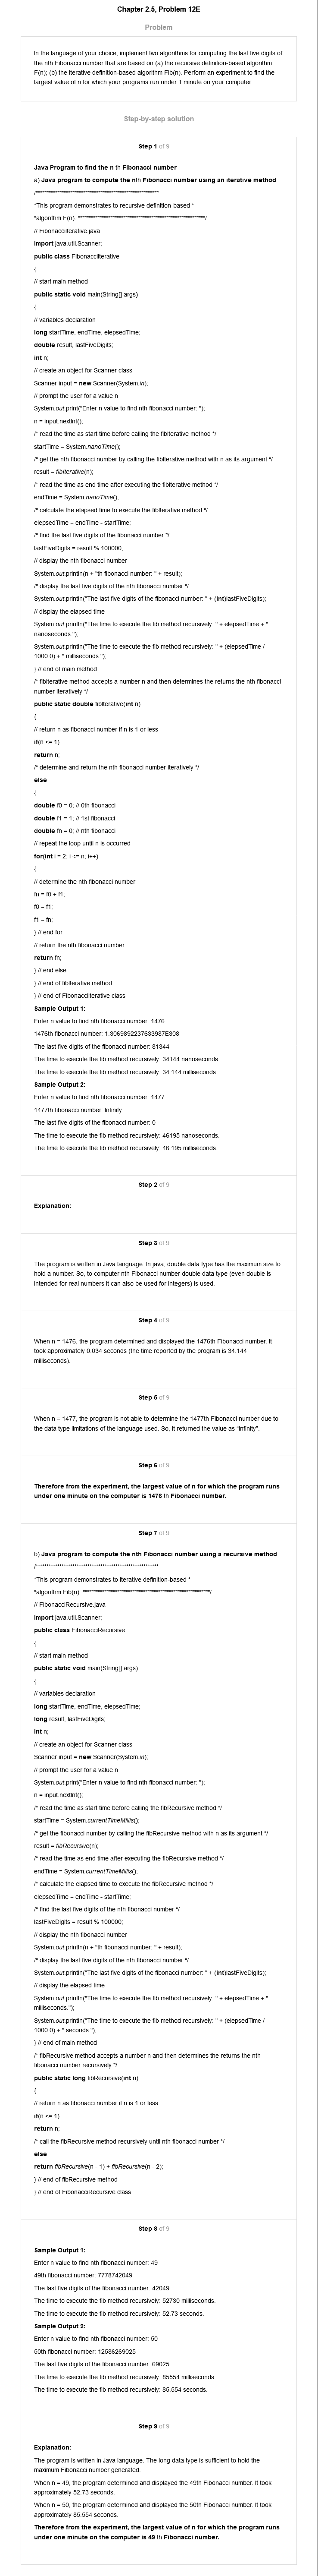 Chapter 2.5, Problem 12E
Problem
In the language of your choice, implement two algorithms for computing the last five digits of
the nth Fibonacci number that are based on (a) the recursive definition-based algorithm
F(n); (b) the iterative definition-based algorithm Fib(n). Perform an experiment to find the
largest value of n for which your programs run under 1 minute on your computer.
Step-by-step solution
Step 1 of 9
Java Program to find the n th Fibonacci number
a) Java program to compute the nth Fibonacci number using an iterative method
/*********************************************************
*This program demonstrates to recursive definition-based *
*algorithm F(n). ***********************************************************/
// FibonacciIterative.java
import java.util.Scanner;
public class FibonacciIterative
{
// start main method
public static void main(String[] args)
{
// variables declaration
long startTime, endTime, elepsedTime;
double result, lastFiveDigits;
int n;
// create an object for Scanner class
Scanner input = new Scanner(System.in);
// prompt the user for a value n
System.out.print("Enter n value to find nth fibonacci number: ");
n = input.nextInt();
/* read the time as start time before calling the fibIterative method */
startTime = System.nanoTime();
/* get the nth fibonacci number by calling the fibIterative method with n as its argument */
result = fibIterative(n);
/* read the time as end time after executing the fibIterative method */
endTime = System.nanoTime();
/* calculate the elapsed time to execute the fibIterative method */
elepsedTime = endTime - startTime;
/* find the last five digits of the fibonacci number */
lastFiveDigits = result % 100000;
// display the nth fibonacci number
System.out.println(n + "th fibonacci number: " + result);
/* display the last five digits of the nth fibonacci number */
System.out.println("The last five digits of the fibonacci number: " + (int)lastFiveDigits);
// display the elapsed time
System.out.println("The time to execute the fib method recursively: " + elepsedTime + "
nanoseconds.");
System.out.println("The time to execute the fib method recursively: " + (elepsedTime /
1000.0) + " milliseconds.");
} // end of main method
/* fibIterative method accepts a number n and then determines the returns the nth fibonacci
number iteratively */
public static double fibIterative(int n)
{
// return n as fibonacci number if n is 1 or less
if(n <= 1)
return n;
/* determine and return the nth fibonacci number iteratively */
else
{
double f0 = 0; // 0th fibonacci
double f1 = 1; // 1st fibonacci
double fn = 0; // nth fibonacci
// repeat the loop until n is occurred
for(int i = 2; i <= n; i++)
{
// determine the nth fibonacci number
fn = f0 + f1;
f0 = f1;
f1 = fn;
} // end for
// return the nth fibonacci number
return fn;
} // end else
} // end of fibIterative method
} // end of FibonacciIterative class
Sample Output 1:
Enter n value to find nth fibonacci number: 1476
1476th fibonacci number: 1.3069892237633987E308
The last five digits of the fibonacci number: 81344
The time to execute the fib method recursively: 34144 nanoseconds.
The time to execute the fib method recursively: 34.144 milliseconds.
Sample Output 2:
Enter n value to find nth fibonacci number: 1477
1477th fibonacci number: Infinity
The last five digits of the fibonacci number: 0
The time to execute the fib method recursively: 46195 nanoseconds.
The time to execute the fib method recursively: 46.195 milliseconds.
Step 2 of 9
Explanation:
Step 3 of 9
The program is written in Java language. In java, double data type has the maximum size to
hold a number. So, to computer nth Fibonacci number double data type (even double is
intended for real numbers it can also be used for integers) is used.
Step 4 of 9
When n = 1476, the program determined and displayed the 1476th Fibonacci number. It
took approximately 0.034 seconds (the time reported by the program is 34.144
milliseconds).
Step 5 of 9
When n = 1477, the program is not able to determine the 1477th Fibonacci number due to
the data type limitations of the language used. So, it returned the value as "infinity".
Step 6 of 9
Therefore from the experiment, the largest value of n for which the program runs
under one minute on the computer is 1476 th Fibonacci number.
Step 7 of 9
b) Java program to compute the nth Fibonacci number using a recursive method
/*********************************************************
*This program demonstrates to iterative definition-based *
*algorithm Fib(n). ***********************************************************/
// FibonacciRecursive.java
import java.util.Scanner;
public class FibonacciRecursive
{
// start main method
public static void main(String[] args)
{
// variables declaration
long startTime, endTime, elepsedTime;
long result, lastFiveDigits;
int n;
// create an object for Scanner class
Scanner input = new Scanner(System.in);
// prompt the user for a value n
System.out.print("Enter n value to find nth fibonacci number: ");
n = input.nextInt();
/* read the time as start time before calling the fibRecursive method */
startTime = System.currentTimeMillis();
/* get the fibonacci number by calling the fibRecursive method with n as its argument */
result = fibRecursive(n);
/* read the time as end time after executing the fibRecursive method */
endTime = System.currentTimeMillis();
/* calculate the elapsed time to execute the fibRecursive method */
elepsedTime = endTime - startTime;
/* find the last five digits of the nth fibonacci number */
lastFiveDigits = result % 100000;
// display the nth fibonacci number
System.out.println(n + "th fibonacci number: " + result);
/* display the last five digits of the nth fibonacci number */
System.out.println("The last five digits of the fibonacci number: " + (int)lastFiveDigits);
// display the elapsed time
System.out.println("The time to execute the fib method recursively: " + elepsedTime + "
milliseconds.");
System.out.println("The time to execute the fib method recursively: " + (elepsedTime /
1000.0) + " seconds.");
} // end of main method
/* fibRecursive method accepts a number n and then determines the returns the nth
fibonacci number recursively */
public static long fibRecursive(int n)
{
// return n as fibonacci number if n is 1 or less
if(n <= 1)
return n;
/* call the fibRecursive method recursively until nth fibonacci number */
else
return fibRecursive(n - 1) + fibRecursive(n - 2);
} // end of fibRecursive method
} // end of FibonacciRecursive class
Step 8 of 9
Sample Output 1:
Enter n value to find nth fibonacci number: 49
49th fibonacci number: 7778742049
The last five digits of the fibonacci number: 42049
The time to execute the fib method recursively: 52730 milliseconds.
The time to execute the fib method recursively: 52.73 seconds.
Sample Output 2:
Enter n value to find nth fibonacci number: 50
50th fibonacci number: 12586269025
The last five digits of the fibonacci number: 69025
The time to execute the fib method recursively: 85554 milliseconds.
The time to execute the fib method recursively: 85.554 seconds.
Step 9 of 9
Explanation:
The program is written in Java language. The long data type is sufficient to hold the
maximum Fibonacci number generated.
When n = 49, the program determined and displayed the 49th Fibonacci number. It took
approximately 52.73 seconds.
When n = 50, the program determined and displayed the 50th Fibonacci number. It took
approximately 85.554 seconds.
Therefore from the experiment, the largest value of n for which the program runs
under one minute on the computer is 49 th Fibonacci number.